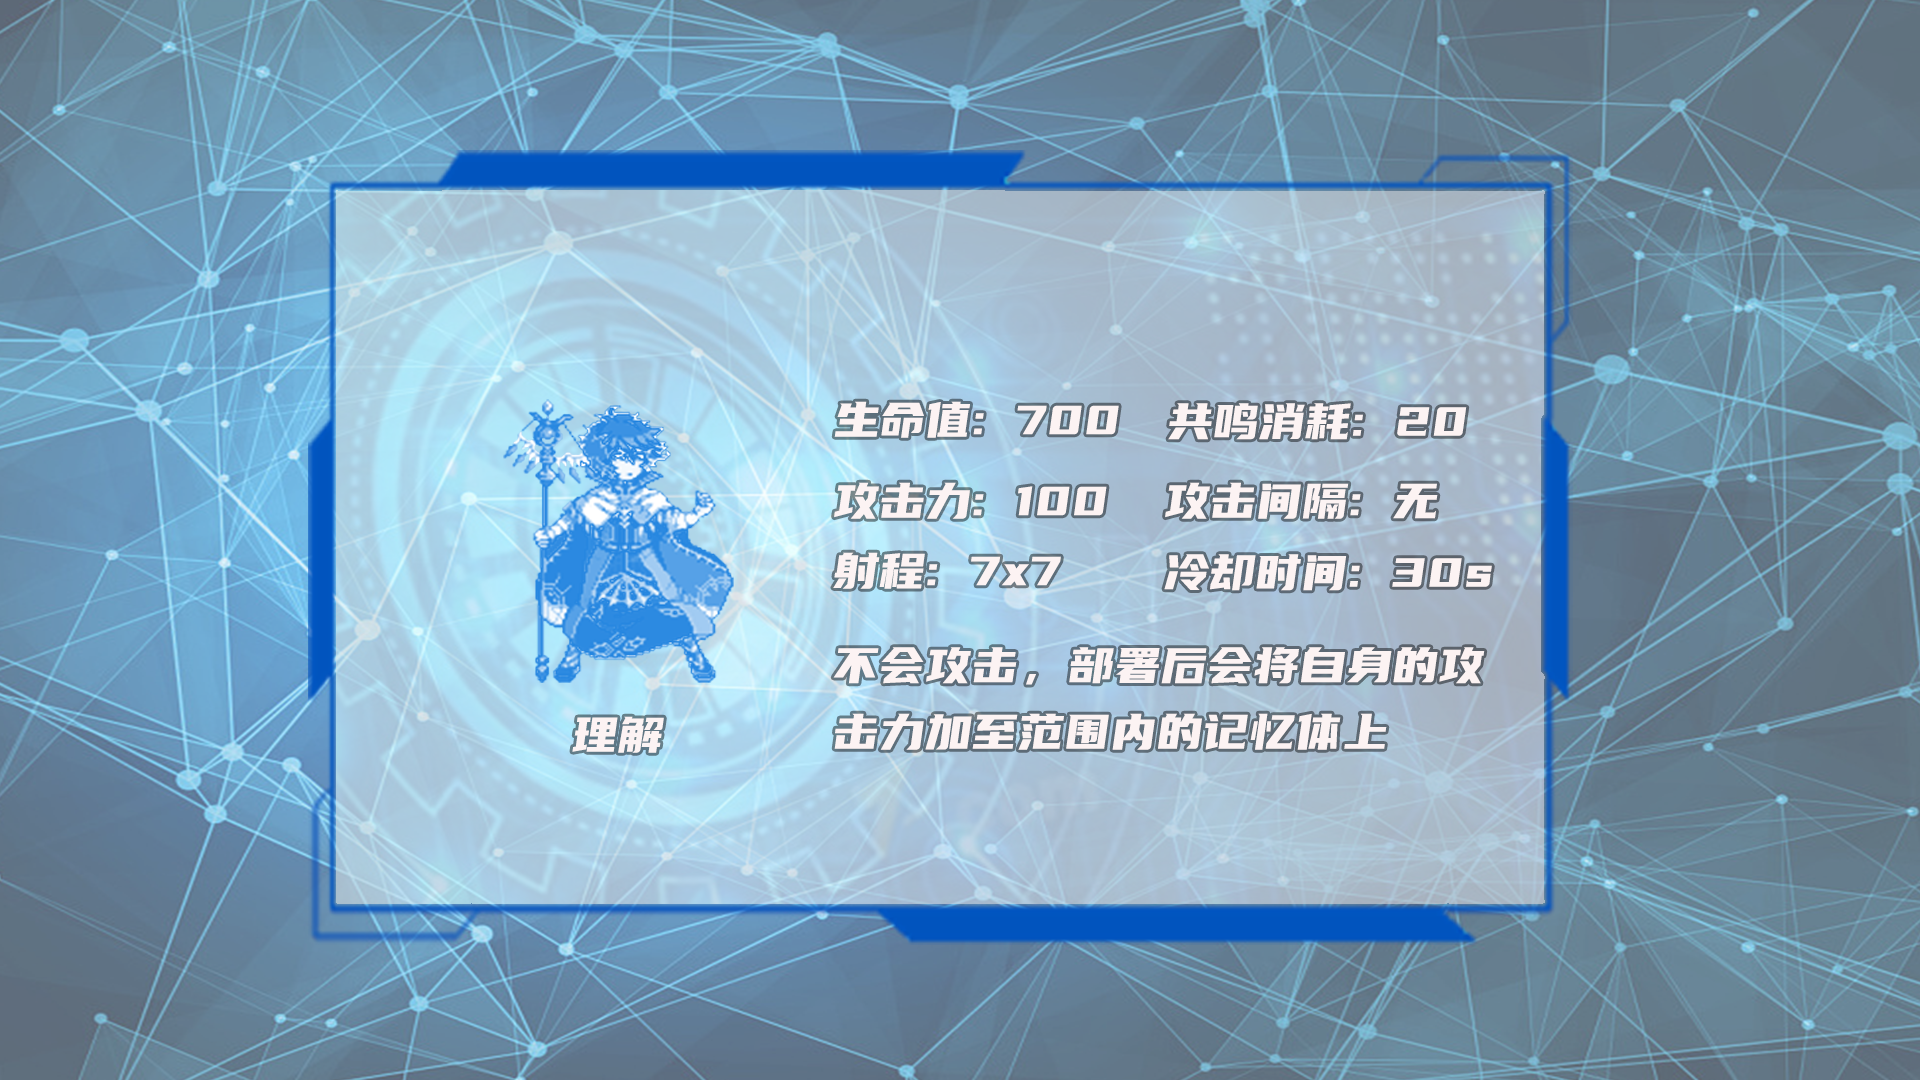 生命值：700 共鸣消耗：20
攻击力：100 攻击间隔：无
射程：7x7 冷却时间：30s
不会攻击，部署后会将自身的攻
击力加至范围内的记忆体上
理解